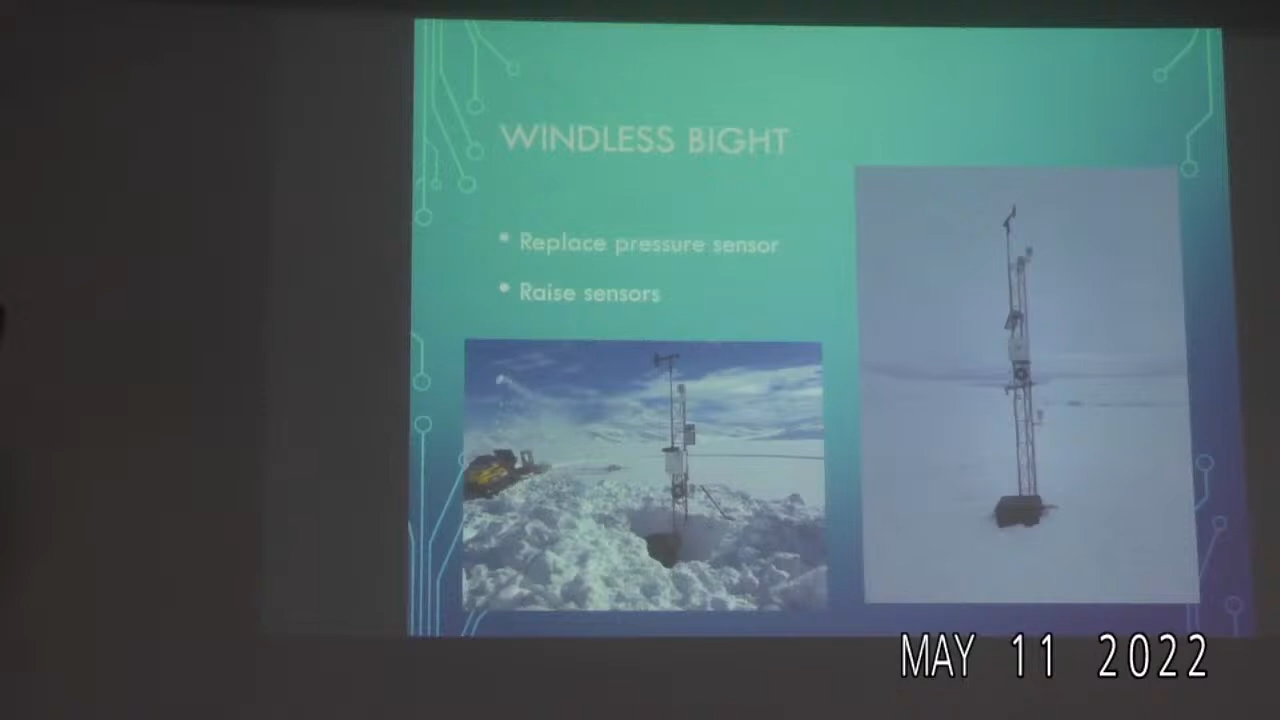 WINDLESS BIGHT
• Replace pressure sensor
• Raise sensors
MAY 11 2022